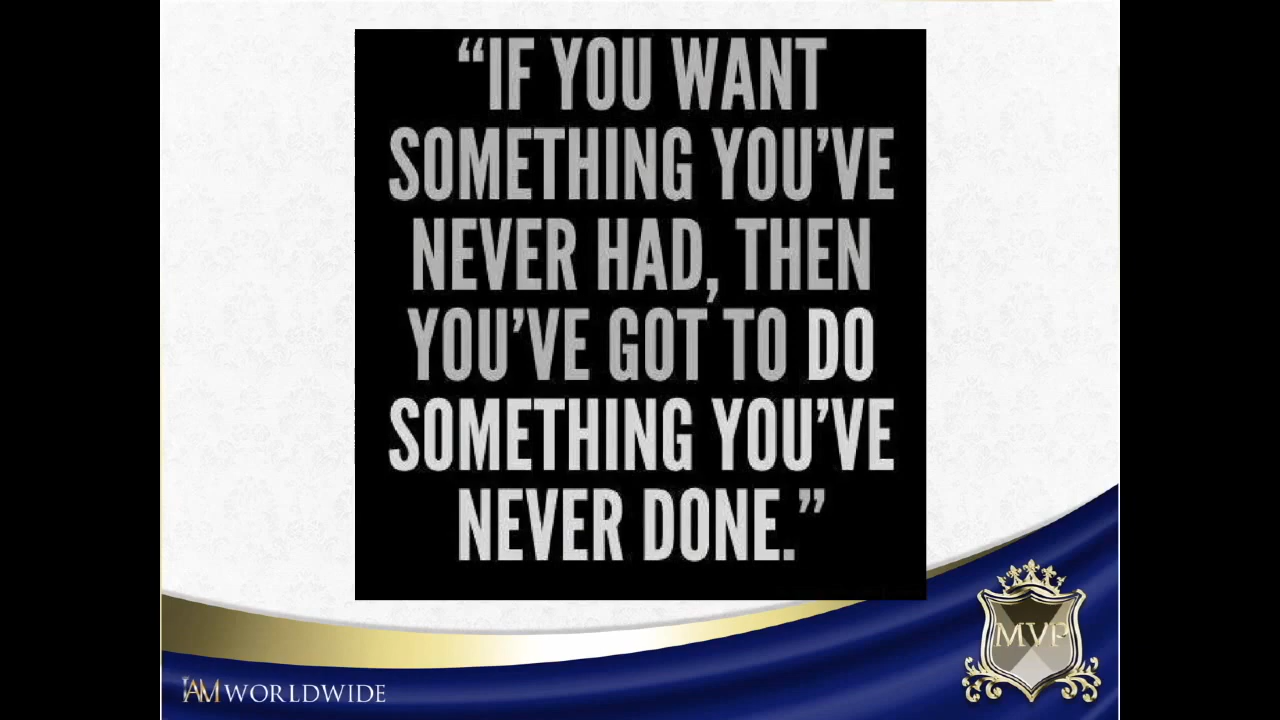 “IF YOU WANT
SOMETHING YOU’VE
NEVER HAD, THEN
YOU’VE GOT TO DO
SOMETHING YOU’VE
NEVER DONE.”
MVP
IAM WORLDWIDE